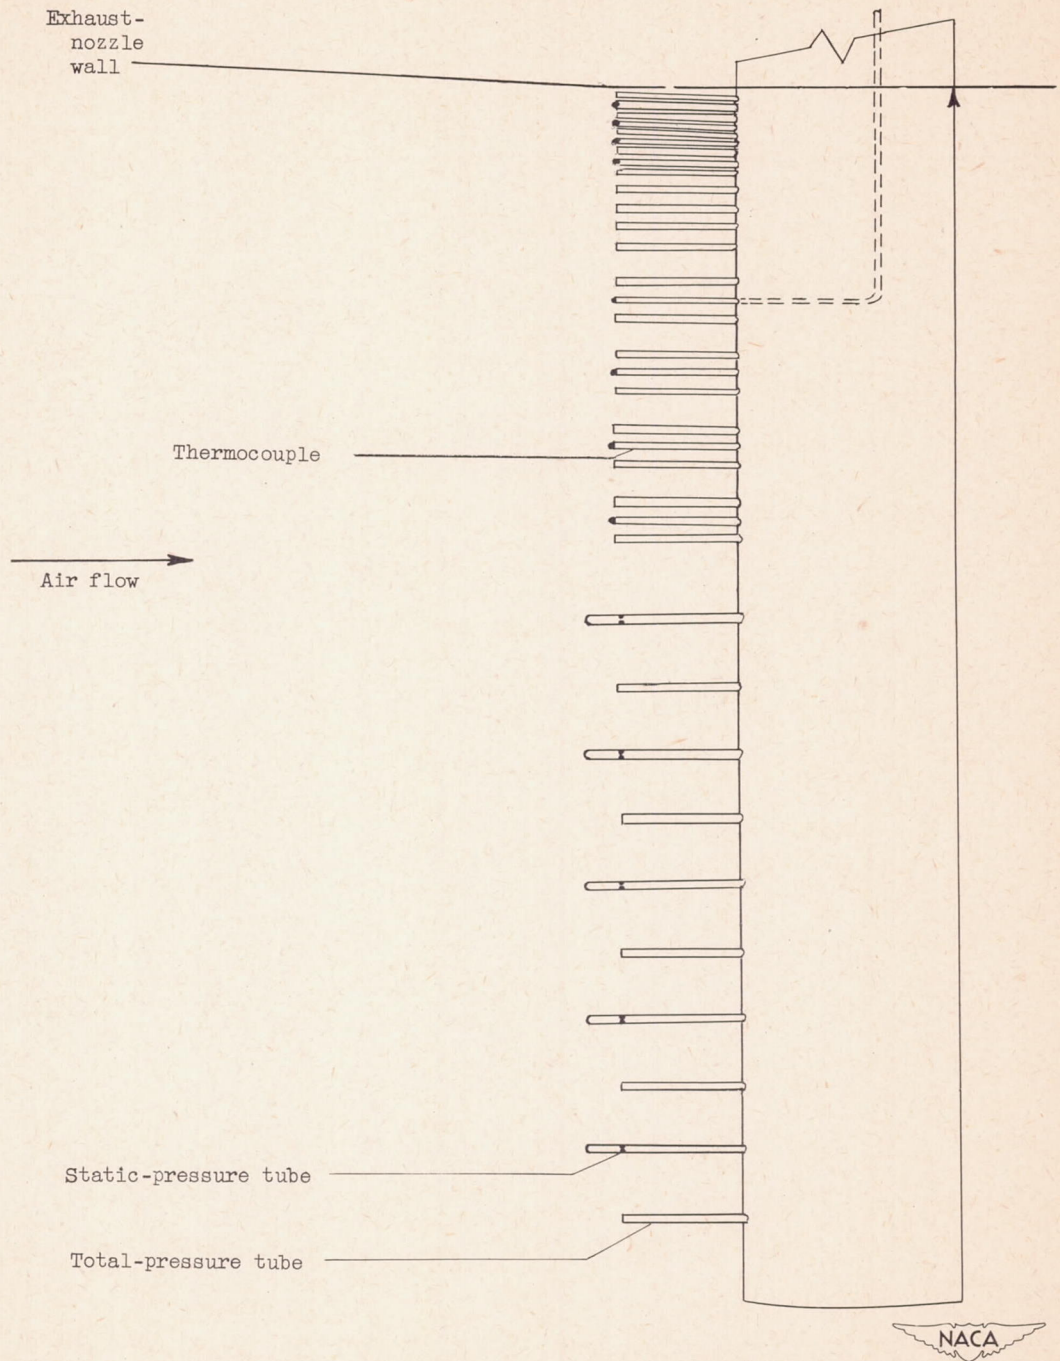 Exhaust-
nozzle
wall
Thermocouple
Air flow
Static-pressure tube
Total-pressure tube
NACA